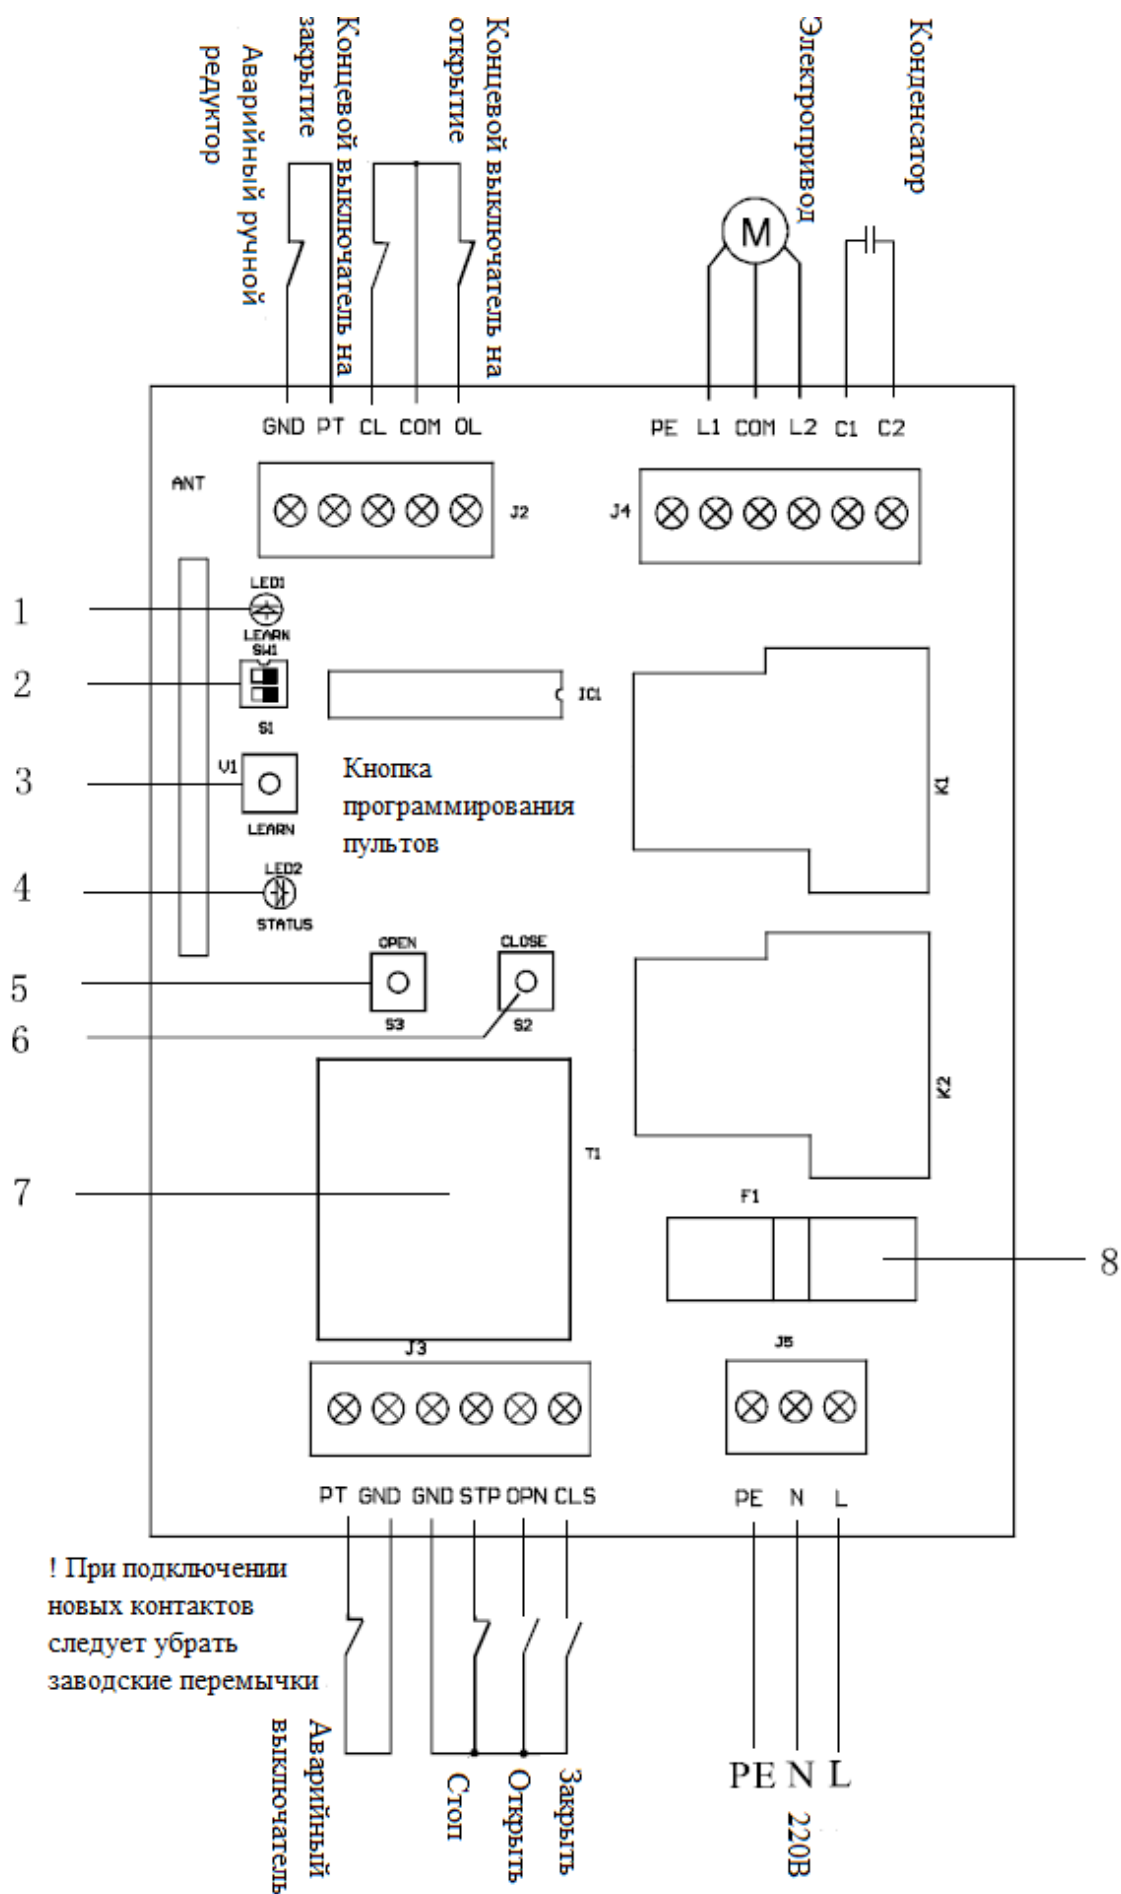 Аварийный ручной
редуктор
Концевой выключатель на
закрытие
Концевой выключатель на
открытие
Электропривод
Конденсатор
GND PT CL COM OL
PE L1 COM L2 C1 C2
ANT
J2
J4
LED1
1
LEARN
SW1
2
S1
IC1
V1
3
LEARN
Кнопка
программирования
пультов
K1
LED2
4
STATUS
OPEN
CLOSE
5
S3
S2
6
K2
T1
7
F1
8
J3
J5
PT GND GND STP OPN CLS
PE N L
! При подключении
новых контактов
следует убрать
заводские перемычки
Аварийный
выключатель
Стоп
Открыть
Закрыть
PE N L
220В